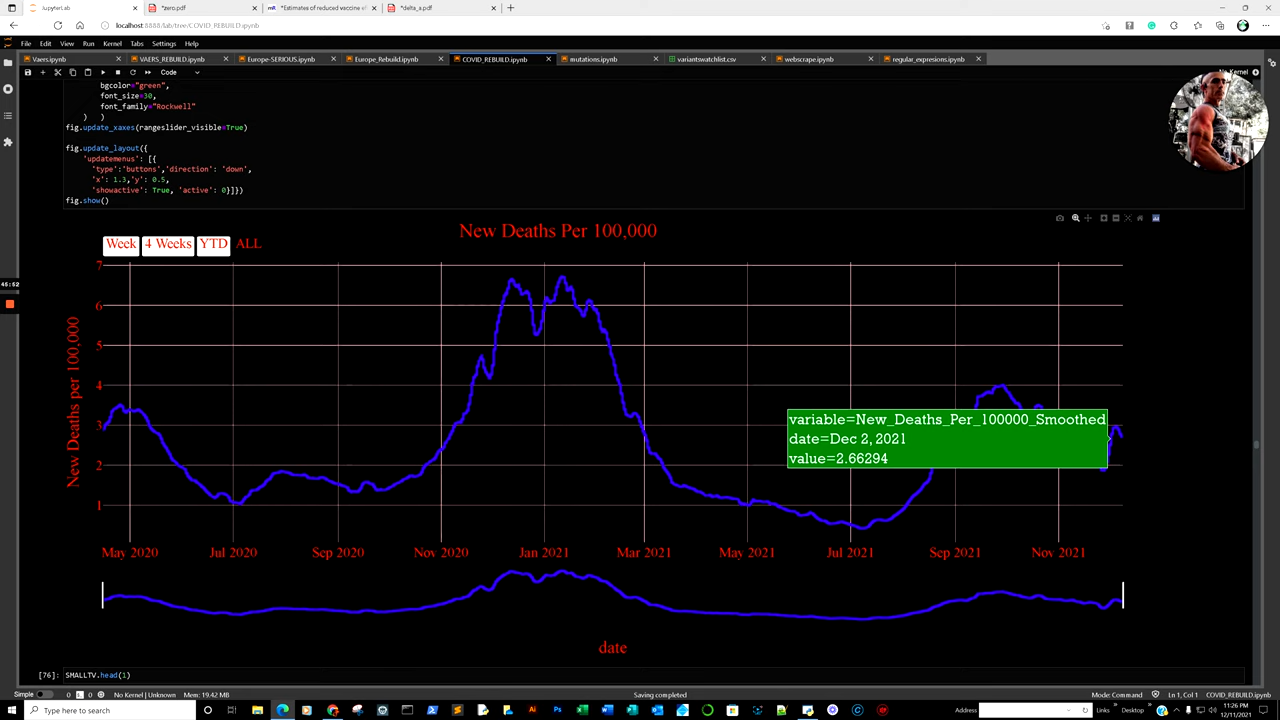 JupyterLab
*zero.pdf
*Estimates of reduced vaccine
*delta_a.pdf
localhost:8888/lab/tree/COVID_REBUILD.ipynb
File Edit View Run Kernel Tabs Settings Help
Vaers.ipynb
VAERS_REBUILD.ipynb
Europe-SERIOUS.ipynb
Europe_Rebuild.ipynb
COVID_REBUILD.ipynb
mutations.ipynb
variantswatchlist.csv
webscrape.ipynb
regular_expresions.ipynb
Code
Kernel
bgcolor="green",
font_size=30,
font_family="Rockwell"
) )
fig.update_xaxes(rangeslider_visible=True)
fig.update_layout({
'updatemenus': [{
'type':'buttons','direction': 'down',
'x': 1.3,'y': 0.5,
'showactive': True, 'active': 0}]})
fig.show()
New Deaths Per 100,000
Week 4 Weeks YTD ALL
7
6
5
4
3
2
1
New Deaths per 100,000
variable=New_Deaths_Per_100000_Smoothed
date=Dec 2, 2021
value=2.66294
May 2020 Jul 2020 Sep 2020 Nov 2020 Jan 2021 Mar 2021 May 2021 Jul 2021 Sep 2021 Nov 2021
date
45:52
[76]: SMALLTV.head(1)
Simple 0 0 No Kernel | Unknown Mem: 19.42 MB Saving completed Mode: Command Ln 1, Col 1 COVID_REBUILD.ipynb
Type here to search
Address
Links
Desktop
11:26 PM
12/11/2021